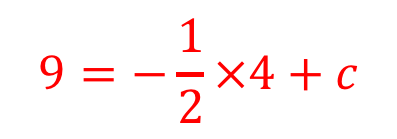 9 = −1/2×4 + c